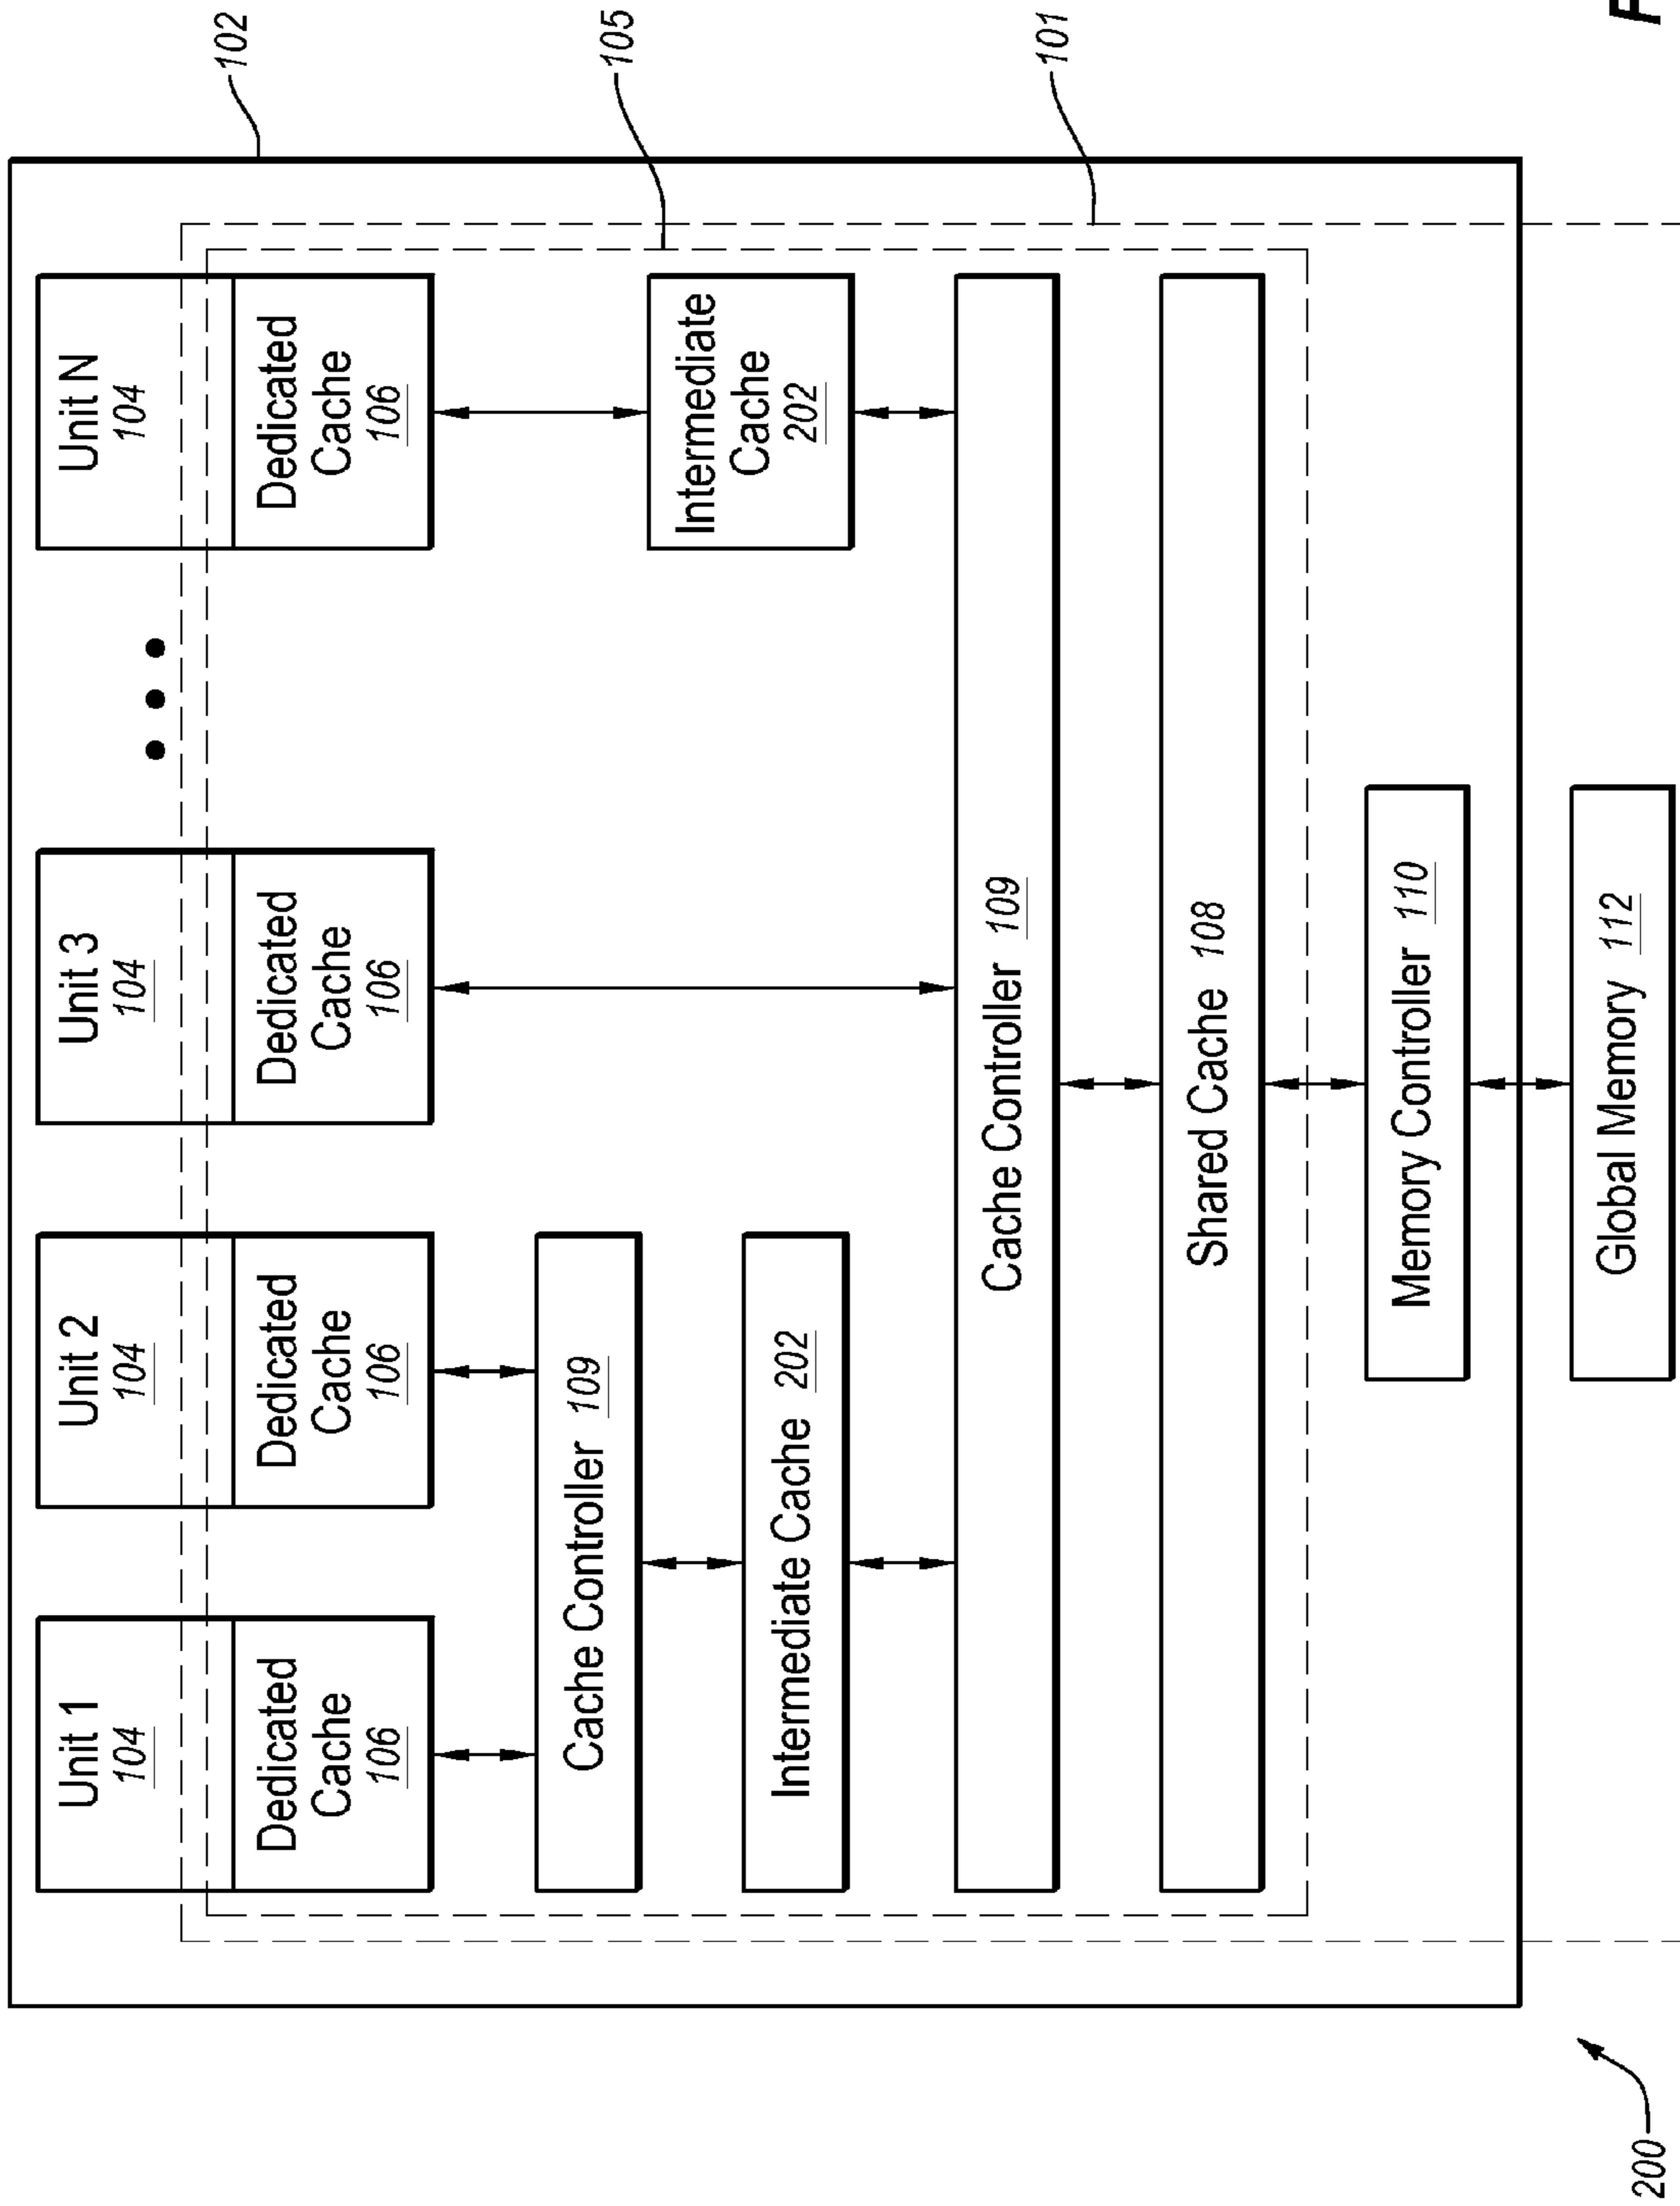 102
Unit 1
104
Unit 2
104
Unit 3
104
Unit N
104
Dedicated
Cache
106
Dedicated
Cache
106
Dedicated
Cache
106
Dedicated
Cache
106
105
Cache Controller 109
Intermediate Cache 202
Intermediate
Cache
202
Cache Controller 109
101
Shared Cache 108
Memory Controller 110
Global Memory 112
200